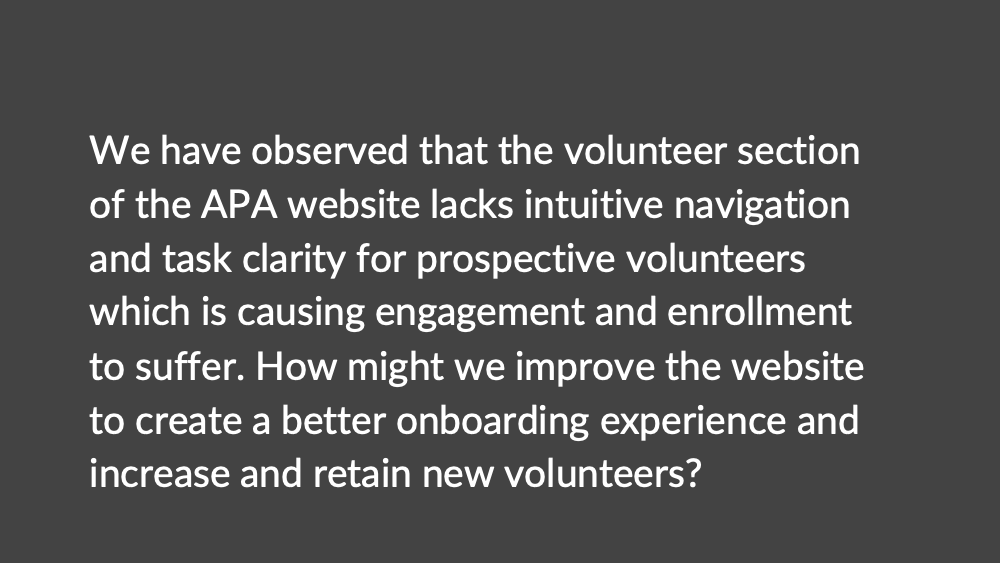 We have observed that the volunteer section
of the APA website lacks intuitive navigation
and task clarity for prospective volunteers
which is causing engagement and enrollment
to suffer. How might we improve the website
to create a better onboarding experience and
increase and retain new volunteers?